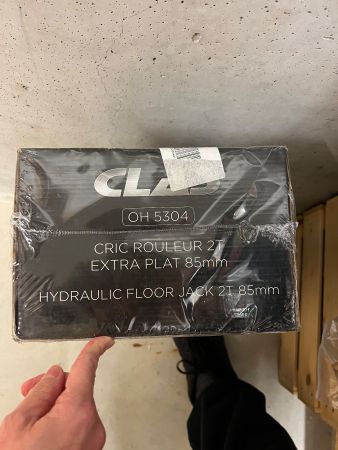 CLAS
OH 5304
CRIC ROULEUR 2T
EXTRA PLAT 85mm
HYDRAULIC FLOOR JACK 2T 85mm